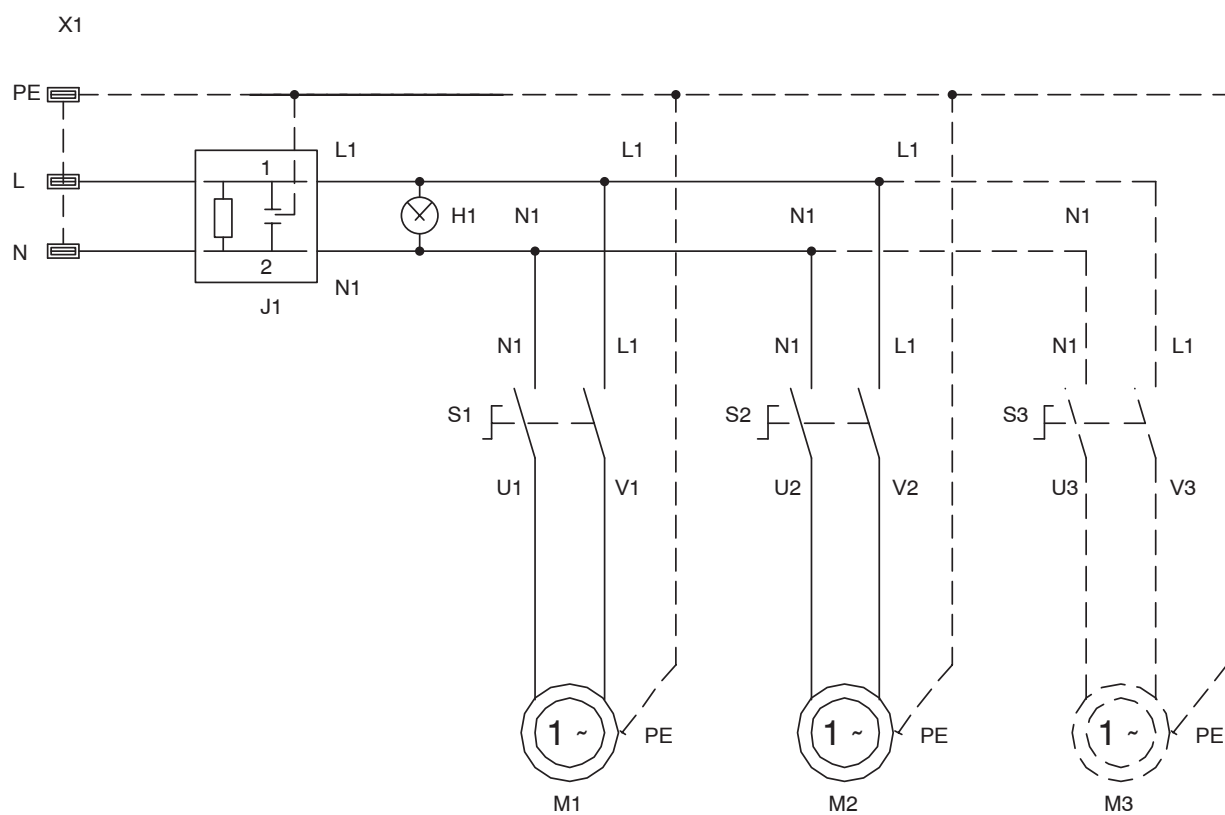 X1
PE
L1 L1 L1
L 1
H1 N1 N1 N1
N
2
N1
J1
N1 L1 N1 L1 N1 L1
S1 S2 S3
U1 V1 U2 V2 U3 V3
1 ~ PE 1 ~ PE 1 ~ PE
M1 M2 M3